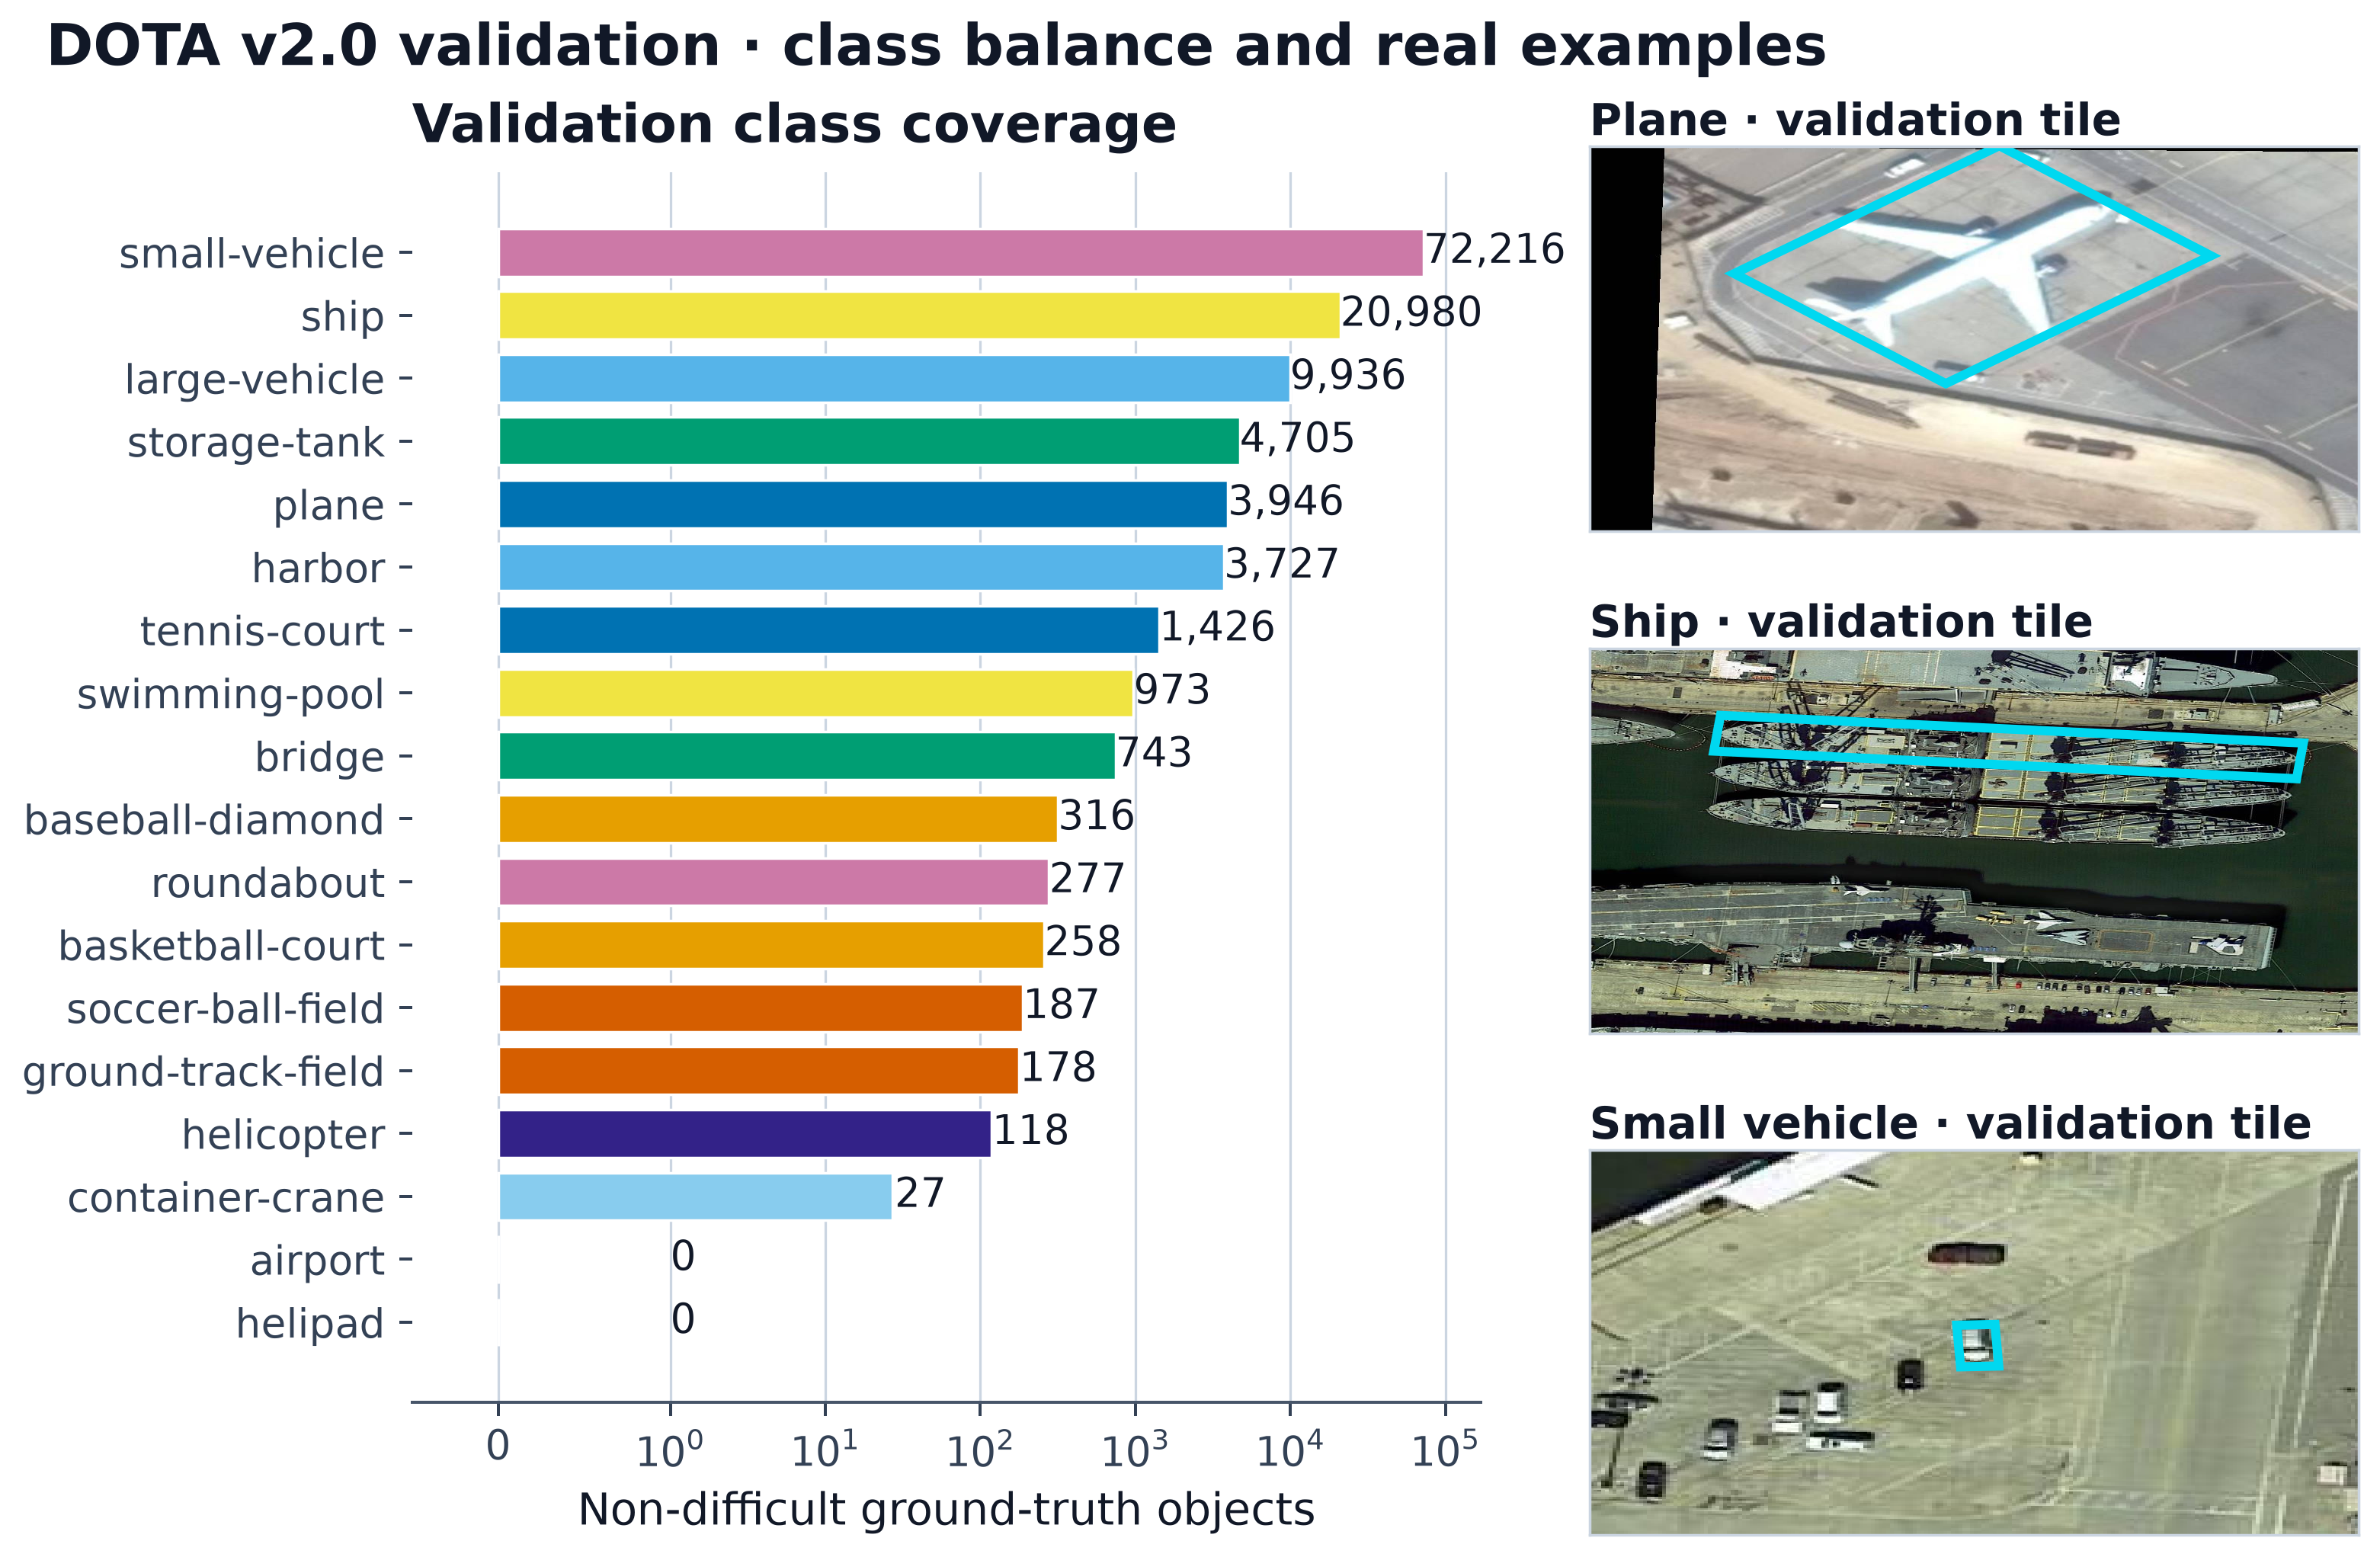 DOTA v2.0 validation · class balance and real examples
Validation class coverage
small-vehicle 72,216
ship 20,980
large-vehicle 9,936
storage-tank 4,705
plane 3,946
harbor 3,727
tennis-court 1,426
swimming-pool 973
bridge 743
baseball-diamond 316
roundabout 277
basketball-court 258
soccer-ball-field 187
ground-track-field 178
helicopter 118
container-crane 27
airport 0
helipad 0
0 10⁰ 10¹ 10² 10³ 10⁴ 10⁵
Non-difficult ground-truth objects
Plane · validation tile
Ship · validation tile
Small vehicle · validation tile